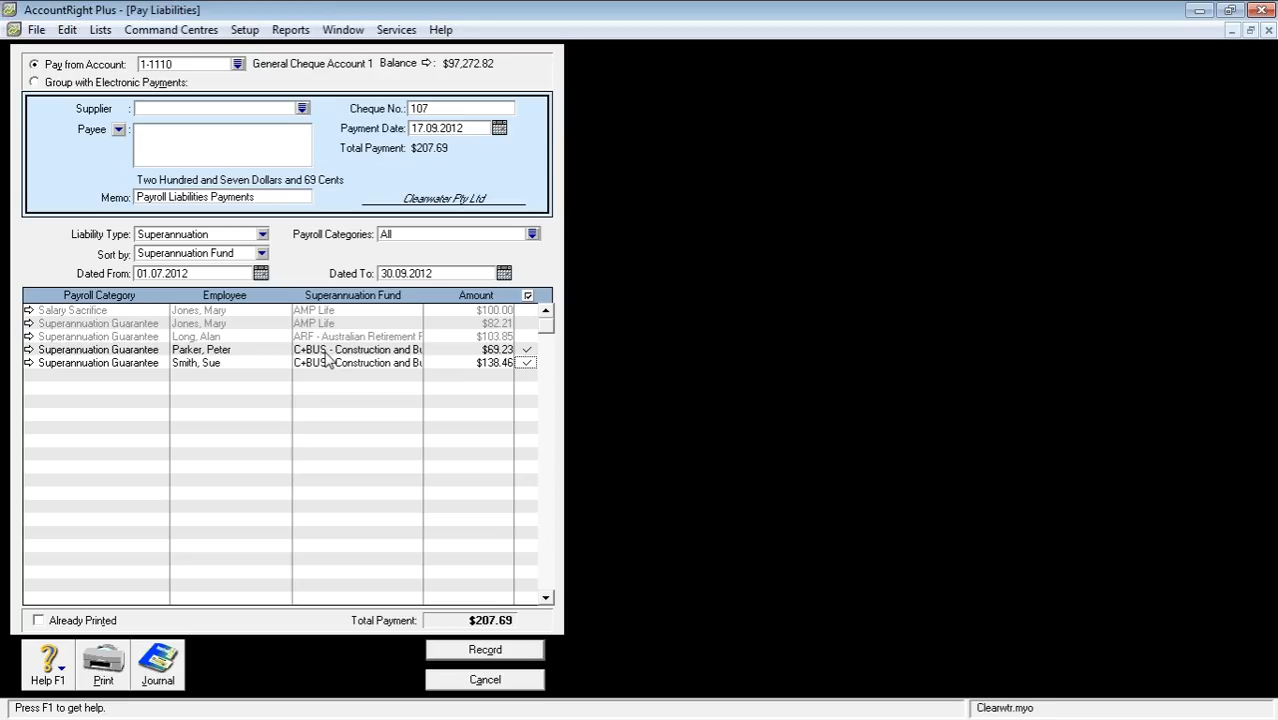 AccountRight Plus - [Pay Liabilities]
File Edit Lists Command Centres Setup Reports Window Services Help
Pay from Account: 1-1110 General Cheque Account 1 Balance : $97,272.82
Group with Electronic Payments:
Supplier : Cheque No.: 107
Payee : Payment Date: 17.09.2012
Total Payment: $207.69
Two Hundred and Seven Dollars and 69 Cents
Memo: Payroll Liabilities Payments Clearwater Pty Ltd
Liability Type: Superannuation Payroll Categories: All
Sort by: Superannuation Fund
Dated From: 01.07.2012 Dated To: 30.09.2012
Payroll Category Employee Superannuation Fund Amount
Salary Sacrifice Jones, Mary AMP Life $100.00
Superannuation Guarantee Jones, Mary AMP Life $82.21
Superannuation Guarantee Long, Alan ARF - Australian Retirement F $103.85
Superannuation Guarantee Parker, Peter C+BUS - Construction and Bu $69.23
Superannuation Guarantee Smith, Sue C+BUS - Construction and Bu $138.46
Already Printed Total Payment: $207.69
Help F1 Print Journal Record
Cancel
Press F1 to get help. Clearwtr.myo